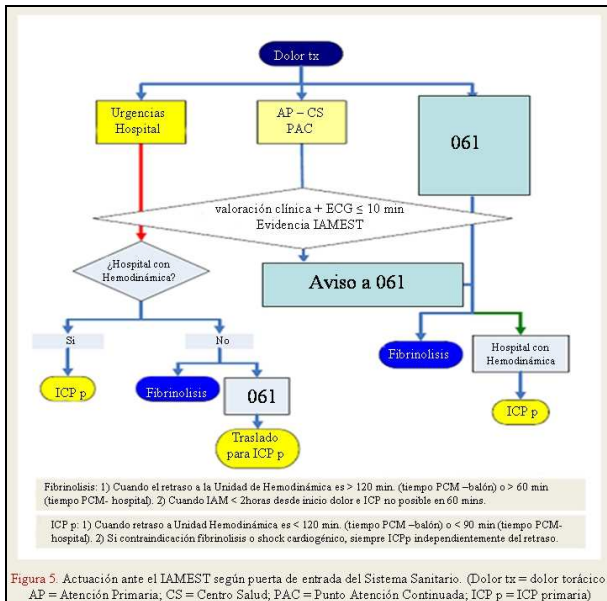 Dolor tx
Urgencias
Hospital
AP – CS
PAC
061
valoración clínica + ECG ≤ 10 min
Evidencia IAMEST
¿Hospital con
Hemodinámica?
Aviso a 061
Si
No
Fibrinolisis
Hospital con
Hemodinámica
ICP p
Fibrinolisis
061
ICP p
Traslado
para ICP p
Fibrinolisis: 1) Cuando el retraso a la Unidad de Hemodinámica es > 120 min. (tiempo PCM –balón) o > 60 min
(tiempo PCM- hospital). 2) Cuando IAM < 2horas desde inicio dolor e ICP no posible en 60 mins.
ICP p: 1) Cuando retraso a Unidad Hemodinámica es < 120 min. (tiempo PCM –balón) o < 90 min (tiempo PCM-
hospital). 2) Si contraindicación fibrinolisis o shock cardiogénico, siempre ICPp independientemente del retraso.
Figura 5. Actuación ante el IAMEST según puerta de entrada del Sistema Sanitario. (Dolor tx = dolor torácico
AP = Atención Primaria; CS = Centro Salud; PAC = Punto Atención Continuada; ICP p = ICP primaria)